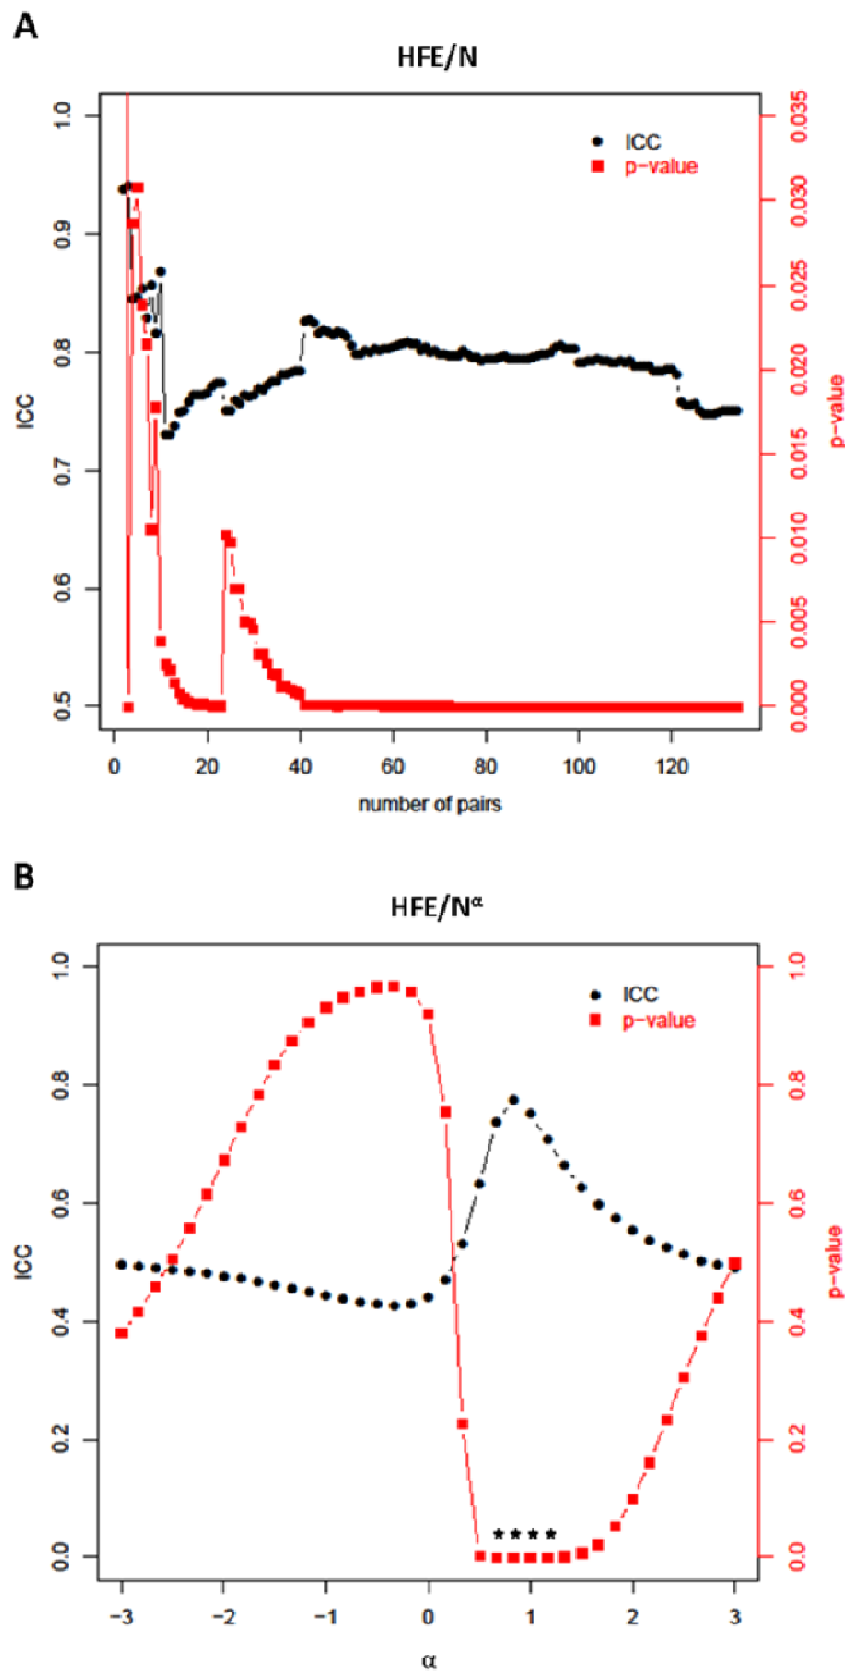 A
HFE/N
ICC
p-value
1.0
0.9
0.8
0.7
0.6
0.5
ICC
0.035
0.030
0.025
0.020
0.015
0.010
0.005
0.000
p-value
0 20 40 60 80 100 120
number of pairs
B
HFE/Nα
ICC
p-value
1.0
0.8
0.6
0.4
0.2
0.0
ICC
1.0
0.8
0.6
0.4
0.2
0.0
p-value
****
−3 −2 −1 0 1 2 3
α